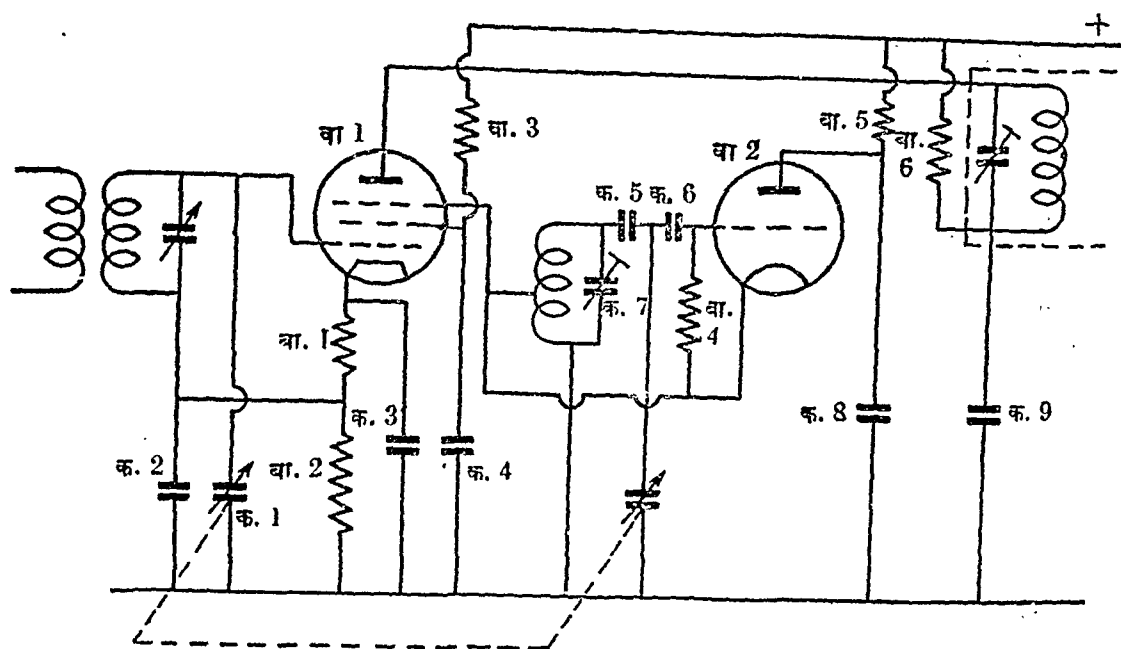 +
वा 1
वा. 3
वा 2
वा. 5
वा.
6
क. 5 क. 6
क. 7
वा.
4
वा. 1
क. 3
क. 8
क. 9
क. 2
वा. 2
क. 4
क. 1